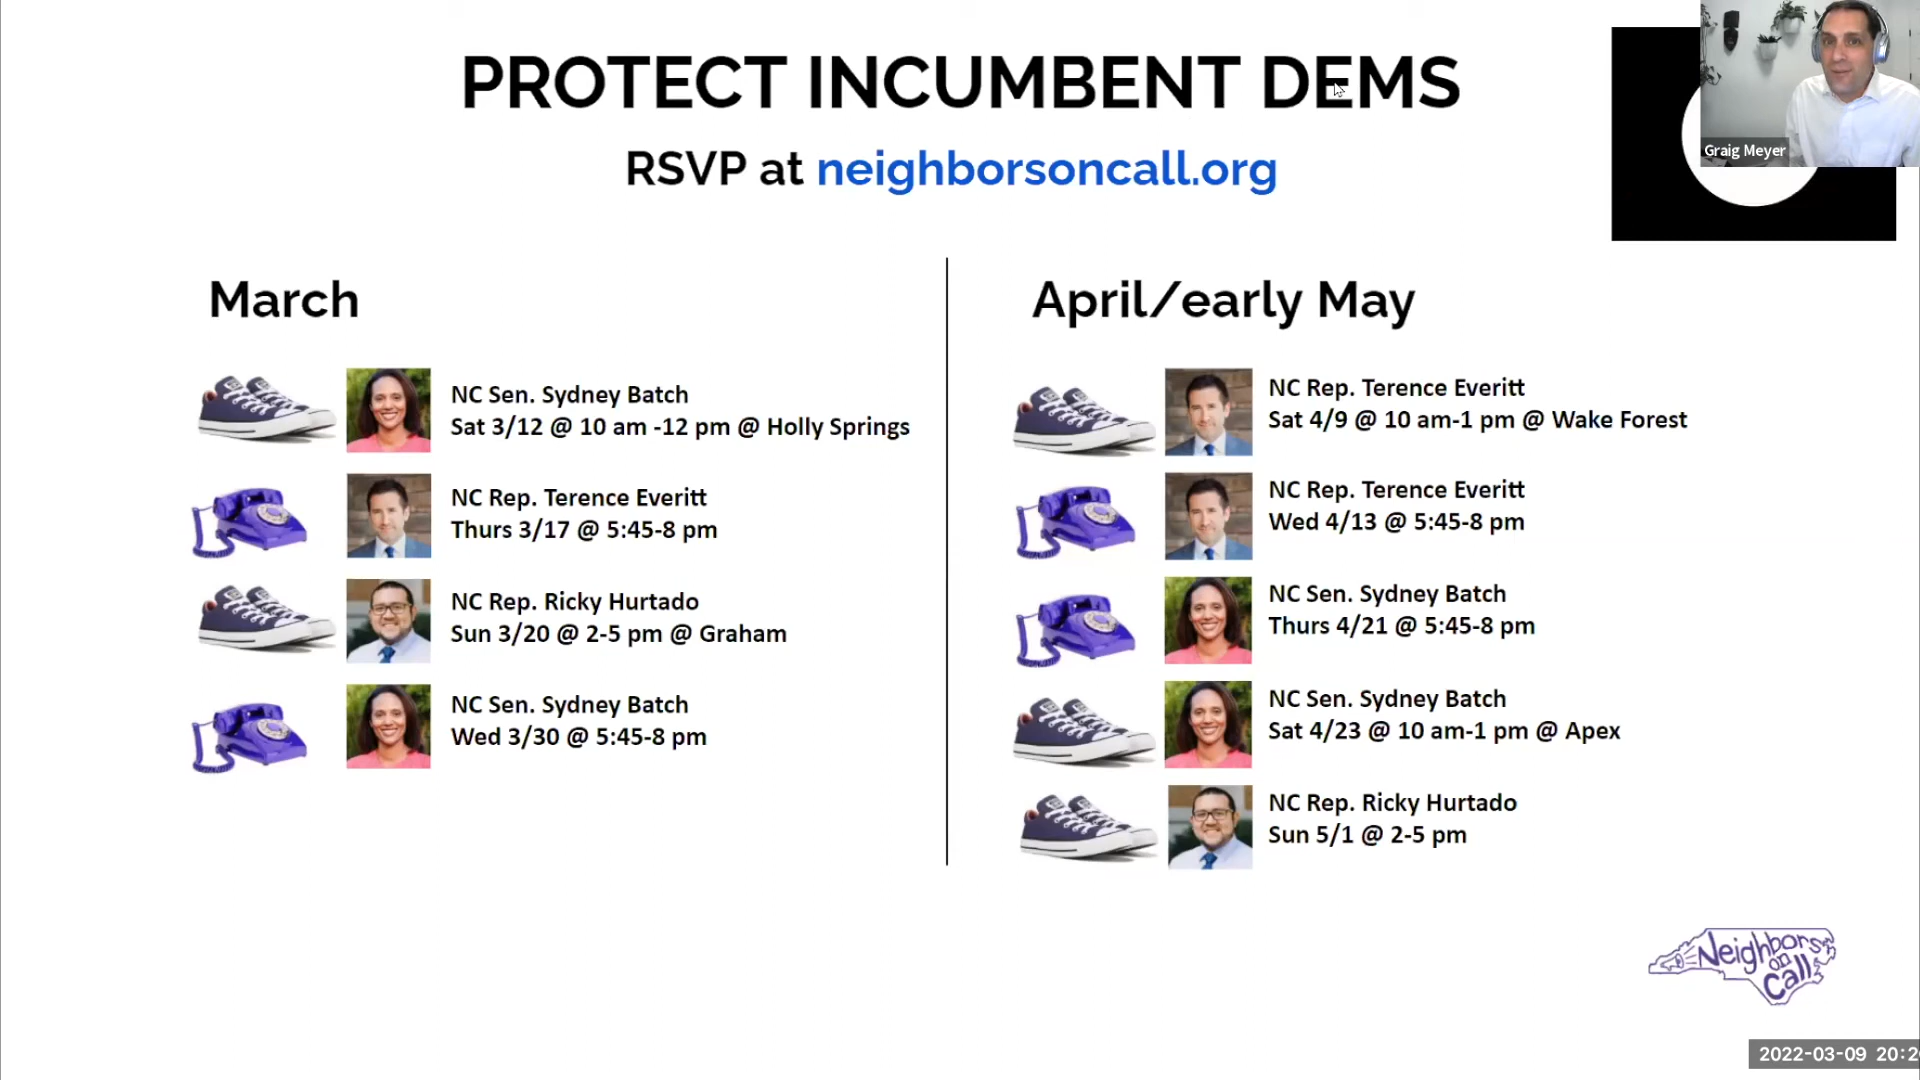 PROTECT INCUMBENT DEMS
RSVP at neighborsoncall.org
Graig Meyer
March
NC Sen. Sydney Batch
Sat 3/12 @ 10 am -12 pm @ Holly Springs
NC Rep. Terence Everitt
Thurs 3/17 @ 5:45-8 pm
NC Rep. Ricky Hurtado
Sun 3/20 @ 2-5 pm @ Graham
NC Sen. Sydney Batch
Wed 3/30 @ 5:45-8 pm
April/early May
NC Rep. Terence Everitt
Sat 4/9 @ 10 am-1 pm @ Wake Forest
NC Rep. Terence Everitt
Wed 4/13 @ 5:45-8 pm
NC Sen. Sydney Batch
Thurs 4/21 @ 5:45-8 pm
NC Sen. Sydney Batch
Sat 4/23 @ 10 am-1 pm @ Apex
NC Rep. Ricky Hurtado
Sun 5/1 @ 2-5 pm
Neighbors
on
Call
2022-03-09 20:2